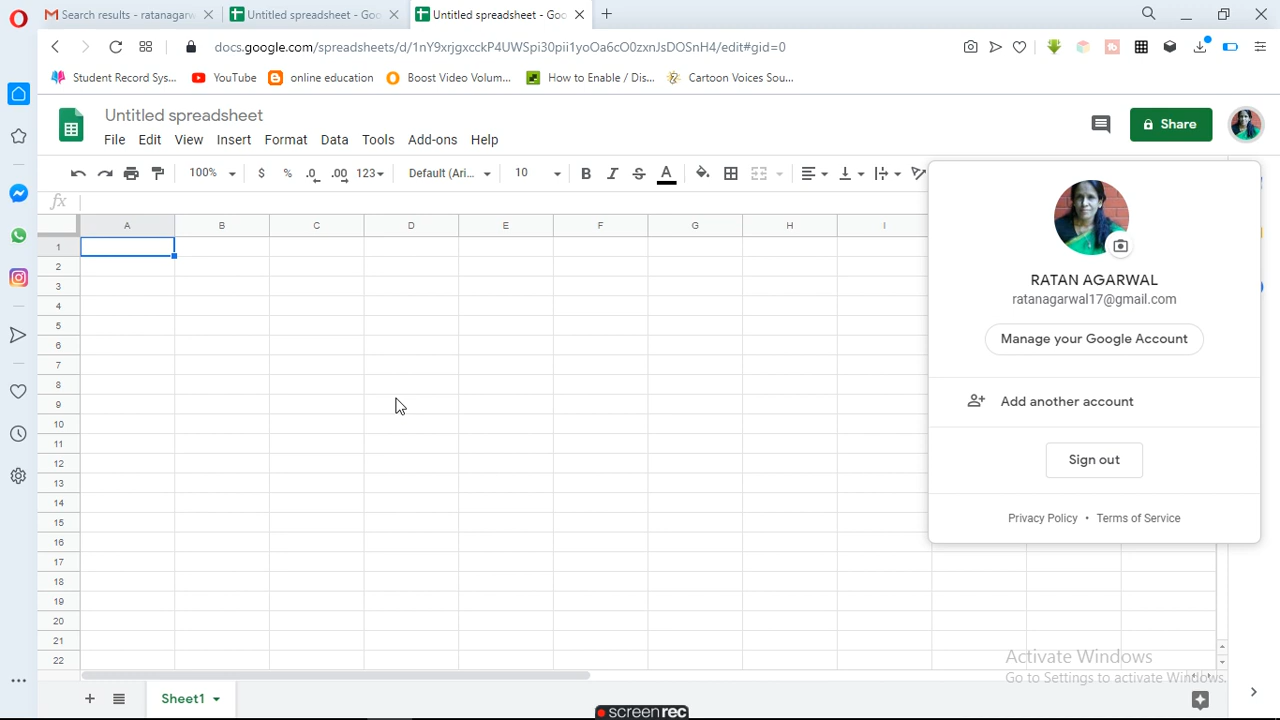 Search results - ratanagarw
Untitled spreadsheet - Goo
Untitled spreadsheet - Goo
docs.google.com/spreadsheets/d/1nY9xrjgxcckP4UWSpi30pii1yoOa6cO0zxnJsDOSnH4/edit#gid=0
Student Record Sys...
YouTube
online education
Boost Video Volum...
How to Enable / Dis...
Cartoon Voices Sou...
Untitled spreadsheet
File Edit View Insert Format Data Tools Add-ons Help
Share
100% $ % .0 .00 123 Default (Ari... 10 B I S A
fx
A B C D E F G H I
1
2
3
4
5
6
7
8
9
10
11
12
13
14
15
16
17
18
19
20
21
22
RATAN AGARWAL
ratanagarwal17@gmail.com
Manage your Google Account
Add another account
Sign out
Privacy Policy • Terms of Service
Activate Windows
Go to Settings to activate Windows.
Sheet1
screenrec